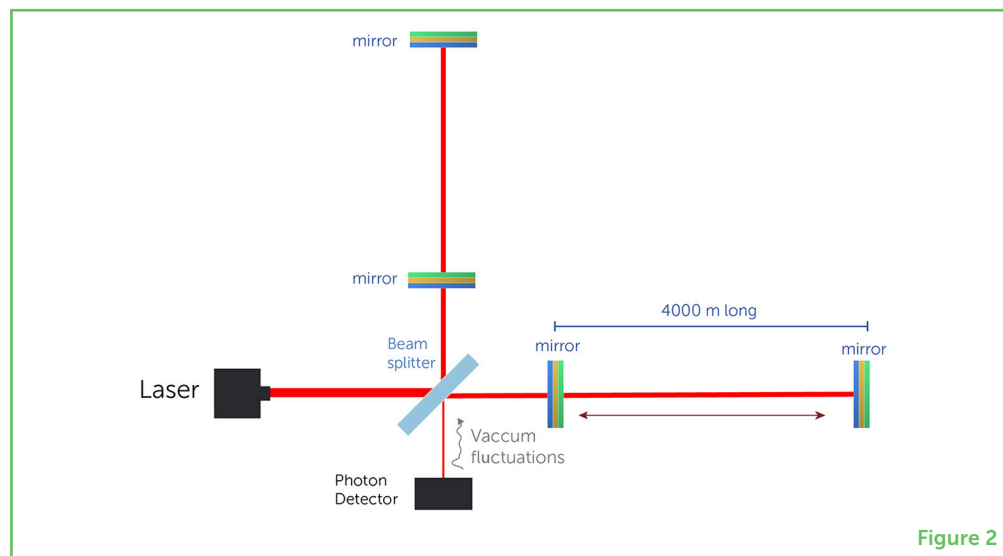 mirror
mirror
4000 m long
mirror
mirror
Beam
splitter
Laser
Vaccum
fluctuations
Photon
Detector
Figure 2